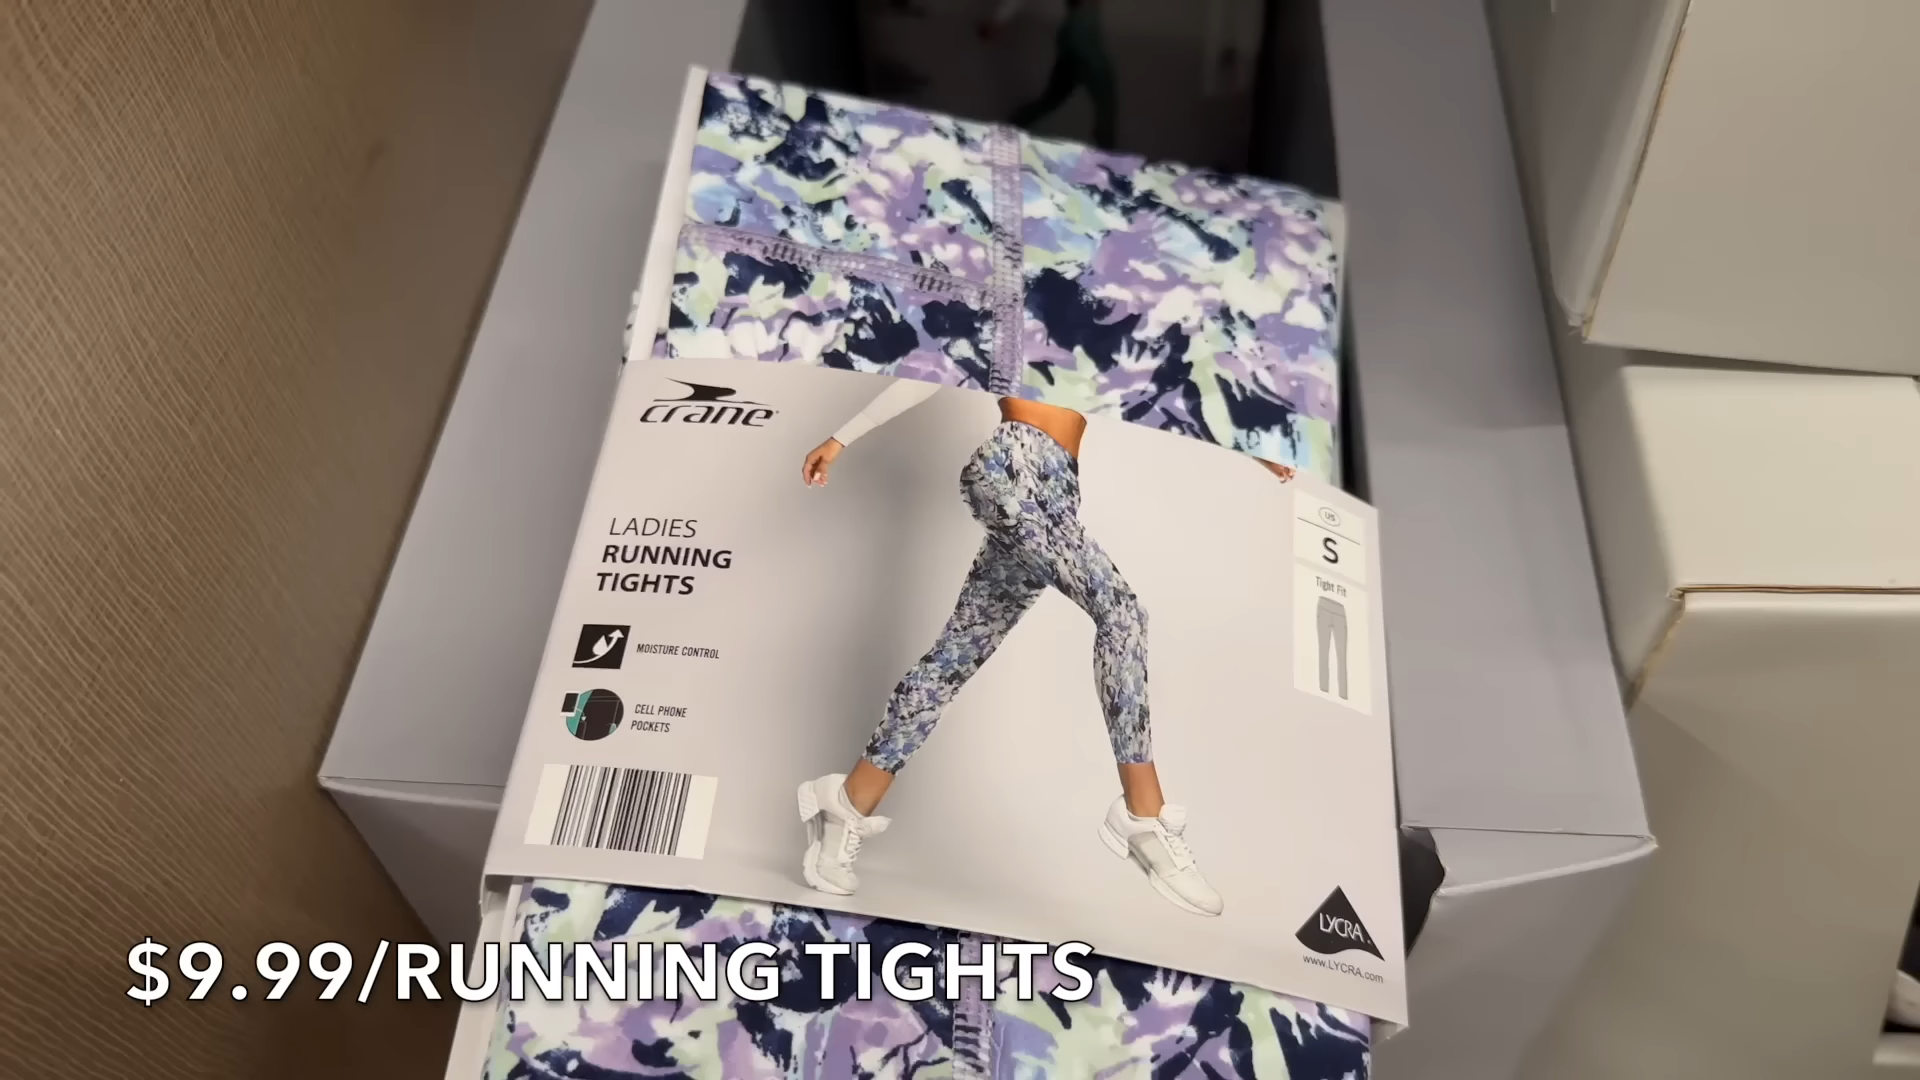 crane
LADIES
RUNNING
TIGHTS
MOISTURE CONTROL
CELL PHONE
POCKETS
US
S
Tight Fit
LYCRA
www.LYCRA.com
$9.99/RUNNING TIGHTS